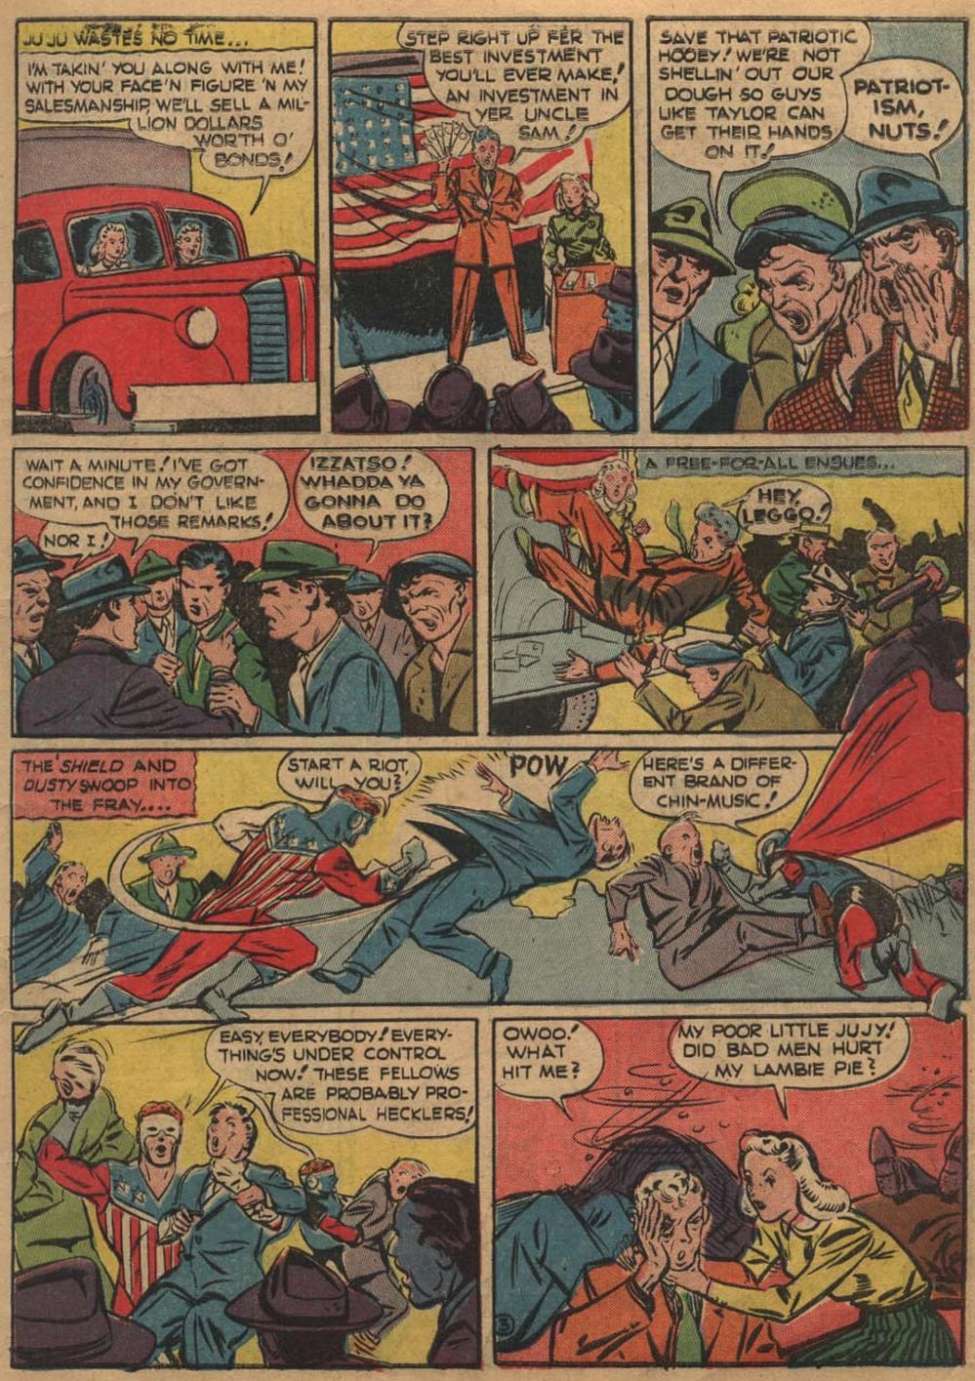 JUJU WASTES NO TIME...
I'M TAKIN' YOU ALONG WITH ME!
WITH YOUR FACE 'N FIGURE 'N MY
SALESMANSHIP, WE'LL SELL A MIL-
LION DOLLARS
WORTH O'
BONDS!
STEP RIGHT UP FER THE
BEST INVESTMENT
YOU'LL EVER MAKE!
AN INVESTMENT IN
YER UNCLE
SAM!
SAVE THAT PATRIOTIC
HOOEY! WE'RE NOT
SHELLIN' OUT OUR
DOUGH SO GUYS
LIKE TAYLOR CAN
GET THEIR HANDS
ON IT!
PATRIOT-
ISM,
NUTS!
WAIT A MINUTE! I'VE GOT
CONFIDENCE IN MY GOVERN-
MENT, AND I DON'T LIKE
THOSE REMARKS!
NOR I!
IZZATSO!
WHADDA YA
GONNA DO
ABOUT IT?
A FREE-FOR-ALL ENSUES...
HEY,
LEGGO!
THE SHIELD AND
DUSTY SWOOP INTO
THE FRAY....
START A RIOT,
WILL YOU?
POW
HERE'S A DIFFER-
ENT BRAND OF
CHIN-MUSIC!
EASY, EVERYBODY! EVERY-
THING'S UNDER CONTROL
NOW! THESE FELLOWS
ARE PROBABLY PRO-
FESSIONAL HECKLERS!
OWOO!
WHAT
HIT ME?
MY POOR LITTLE JUJY!
DID BAD MEN HURT
MY LAMBIE PIE?
3